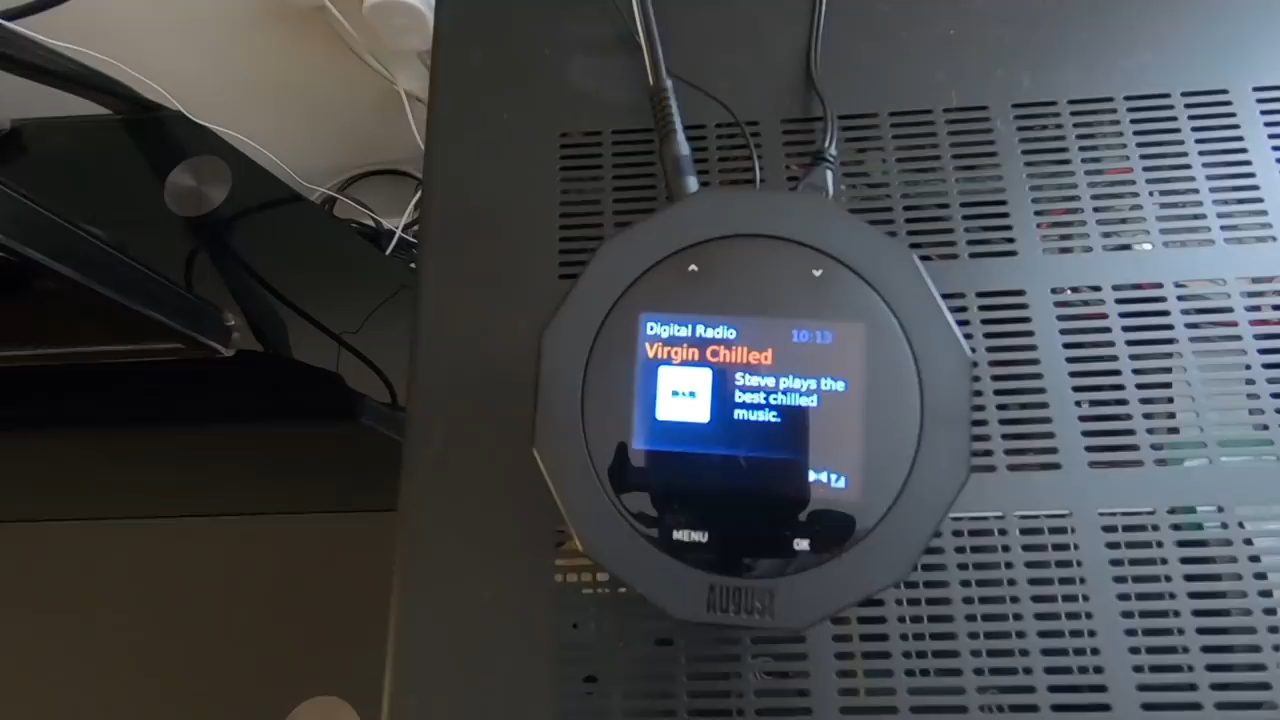 Digital Radio 10:13
Virgin Chilled
Steve plays the
best chilled
music.
MENU OK
AUGUST